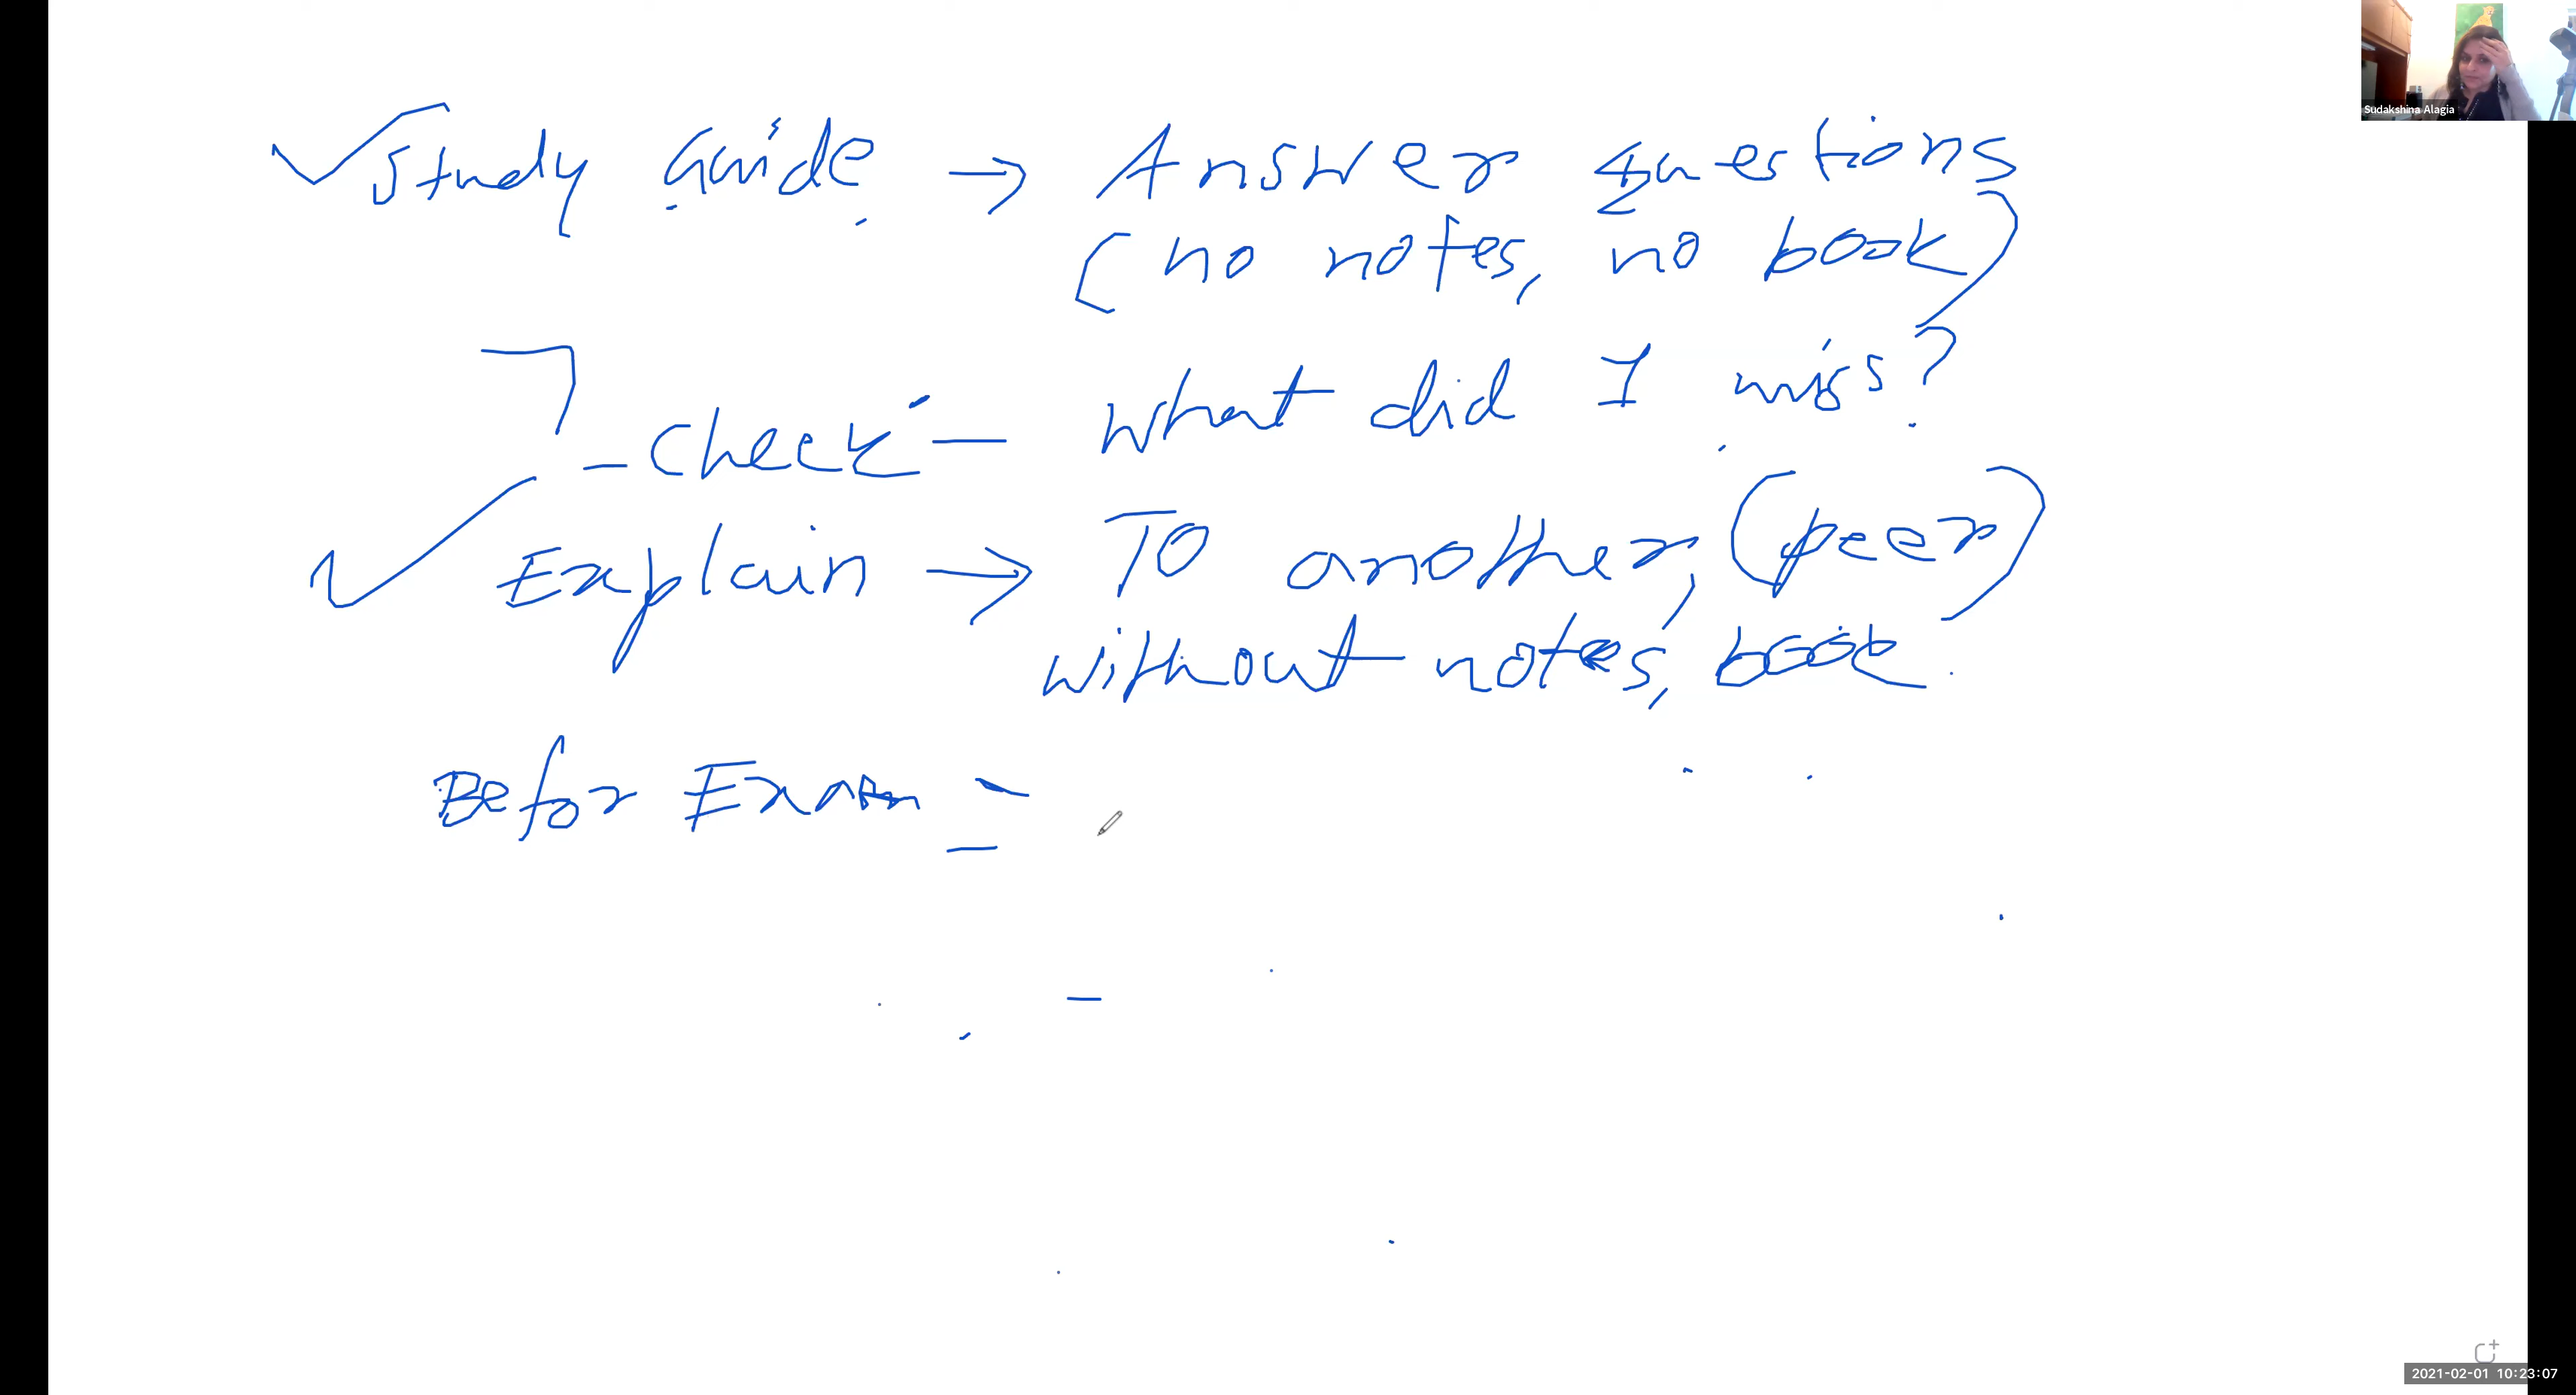 Study Guide → Answer questions
(no notes, no book)
- Check - What did I miss?
Explain → To another, (peer)
without notes, book.
Befor Exam -
Sudakshina Alagia
2021-02-01 10:23:07